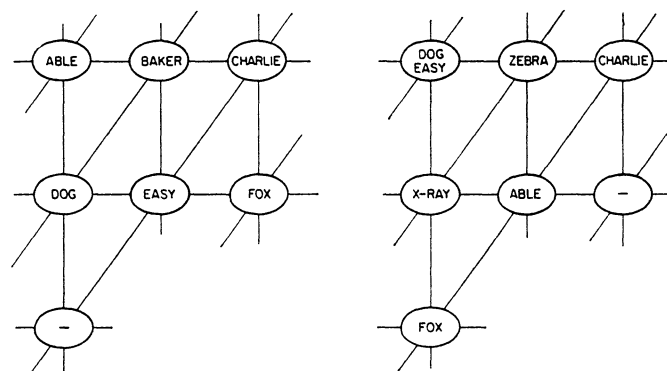 ABLE BAKER CHARLIE
DOG EASY FOX
–
DOG
EASY ZEBRA CHARLIE
X-RAY ABLE –
FOX